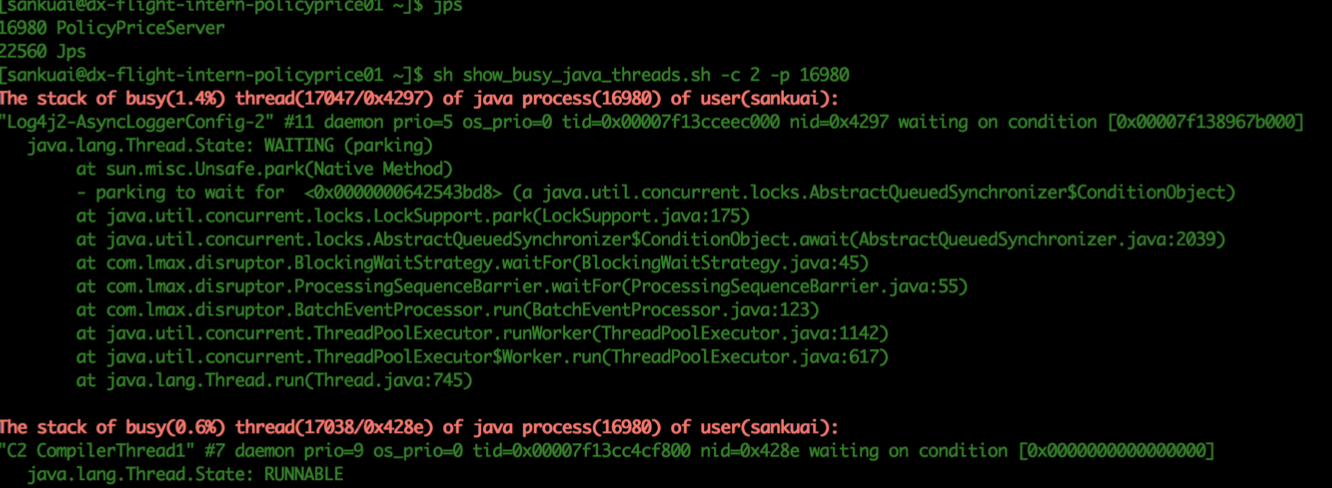 [sankuai@dx-flight-intern-policyprice01 ~]$ jps
16980 PolicyPriceServer
22560 Jps
[sankuai@dx-flight-intern-policyprice01 ~]$ sh show_busy_java_threads.sh -c 2 -p 16980
The stack of busy(1.4%) thread(17047/0x4297) of java process(16980) of user(sankuai):
"Log4j2-AsyncLoggerConfig-2" #11 daemon prio=5 os_prio=0 tid=0x00007f13cceec000 nid=0x4297 waiting on condition [0x00007f138967b000]
java.lang.Thread.State: WAITING (parking)
at sun.misc.Unsafe.park(Native Method)
- parking to wait for  <0x0000000642543bd8> (a java.util.concurrent.locks.AbstractQueuedSynchronizer$ConditionObject)
at java.util.concurrent.locks.LockSupport.park(LockSupport.java:175)
at java.util.concurrent.locks.AbstractQueuedSynchronizer$ConditionObject.await(AbstractQueuedSynchronizer.java:2039)
at com.lmax.disruptor.BlockingWaitStrategy.waitFor(BlockingWaitStrategy.java:45)
at com.lmax.disruptor.ProcessingSequenceBarrier.waitFor(ProcessingSequenceBarrier.java:55)
at com.lmax.disruptor.BatchEventProcessor.run(BatchEventProcessor.java:123)
at java.util.concurrent.ThreadPoolExecutor.runWorker(ThreadPoolExecutor.java:1142)
at java.util.concurrent.ThreadPoolExecutor$Worker.run(ThreadPoolExecutor.java:617)
at java.lang.Thread.run(Thread.java:745)
The stack of busy(0.6%) thread(17038/0x428e) of java process(16980) of user(sankuai):
"C2 CompilerThread1" #7 daemon prio=9 os_prio=0 tid=0x00007f13cc4cf800 nid=0x428e waiting on condition [0x0000000000000000]
java.lang.Thread.State: RUNNABLE